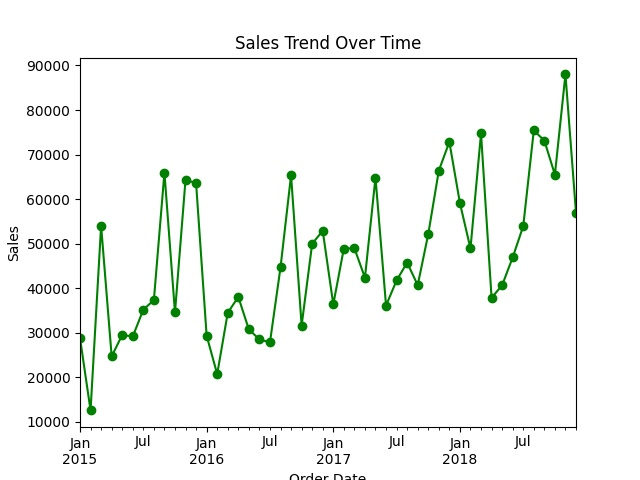 Sales Trend Over Time
90000
80000
70000
60000
50000
40000
30000
20000
10000
Sales
Jan Jul Jan Jul Jan Jul Jan Jul
2015 2016 2017 2018
Order Date